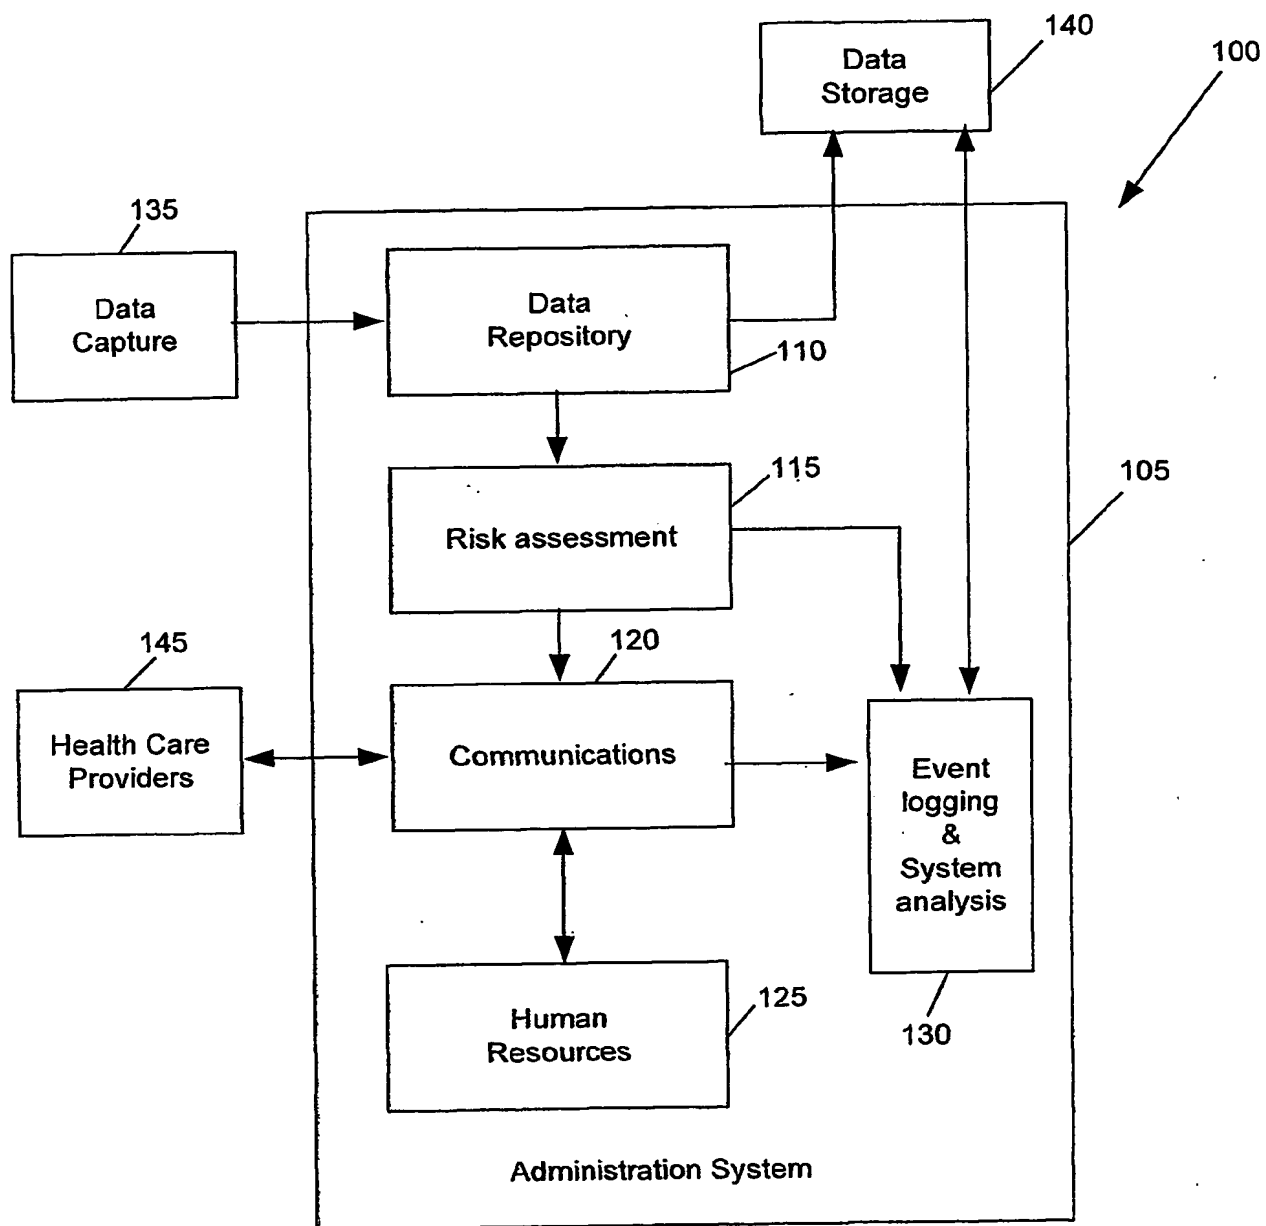 140
Data
Storage
100
135
Data
Capture
Data
Repository
110
115
Risk assessment
105
145
Health Care
Providers
120
Communications
Event
logging
&
System
analysis
130
Human
Resources
125
Administration System